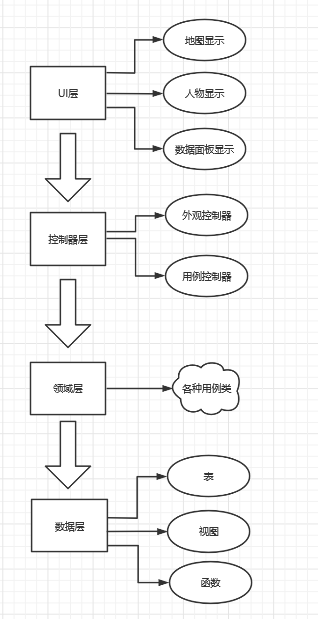 地图显示
UI层
人物显示
数据面板显示
外观控制器
控制器层
用例控制器
领域层
各种用例类
表
数据层
视图
函数